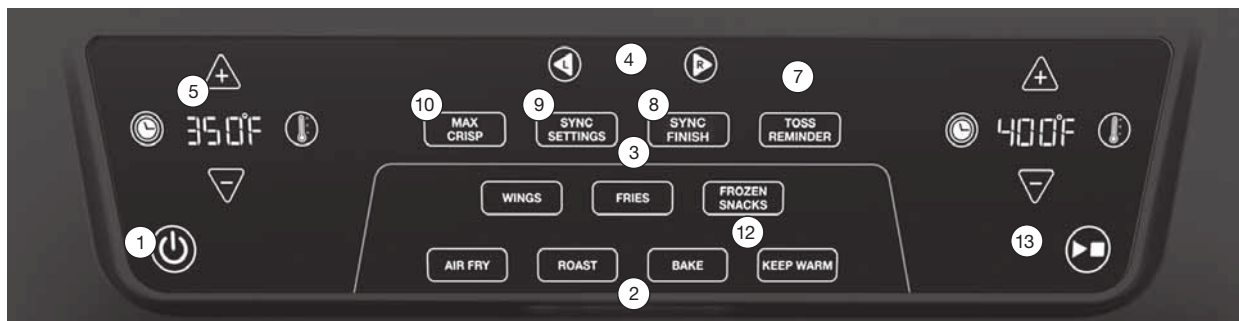 4
L
R
7
5
10
9
8
350°F
MAX
CRISP
SYNC
SETTINGS
SYNC
FINISH
TOSS
REMINDER
400°F
3
WINGS
FRIES
FROZEN
SNACKS
12
1
13
AIR FRY
ROAST
BAKE
KEEP WARM
2